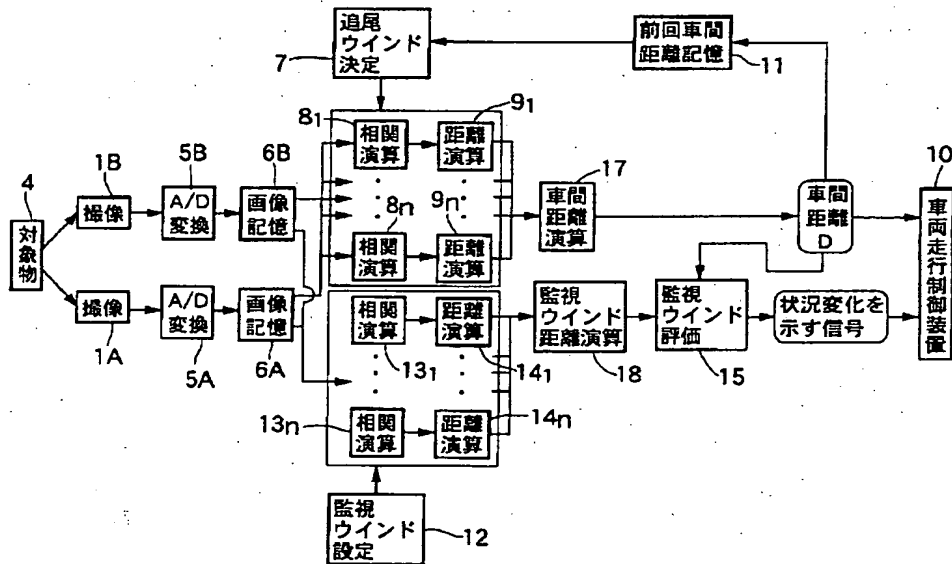 追尾
ウインド
決定
7
前回車間
距離記憶
11
8₁
相関
演算
9₁
距離
演算
4
対象物
1B
撮像
5B
A/D
変換
6B
画像
記憶
8n
相関
演算
9n
距離
演算
17
車間
距離
演算
車間
距離
D
10
車両走行制御装置
撮像
1A
A/D
変換
5A
画像
記憶
6A
相関
演算
13₁
距離
演算
14₁
監視
ウインド
距離演算
18
監視
ウインド
評価
15
状況変化を
示す信号
13n
相関
演算
14n
距離
演算
監視
ウインド
設定
12